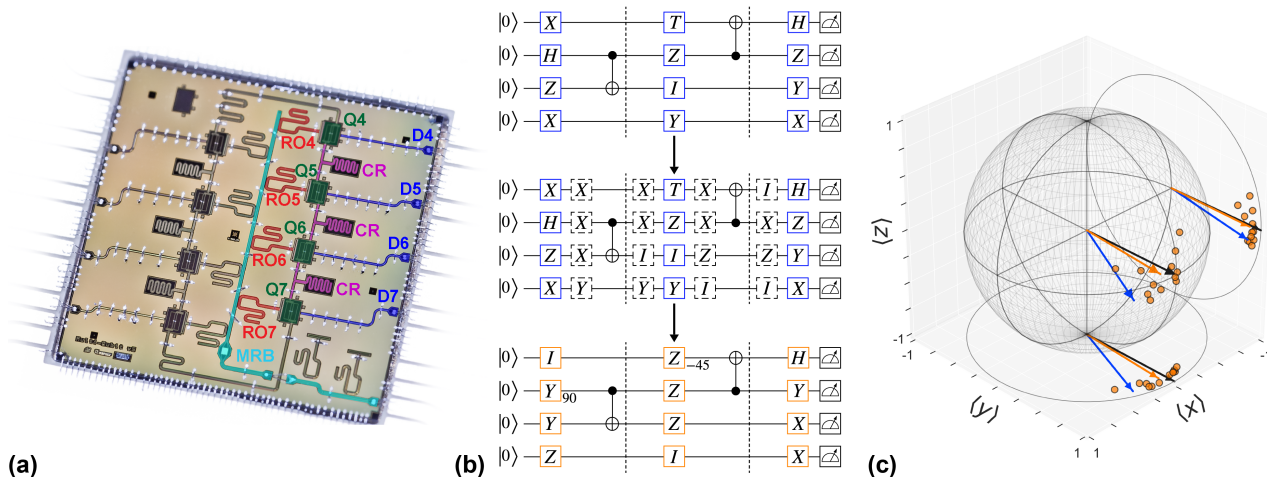 Q4
D4
RO4
CR
Q5
D5
RO5
CR
Q6
D6
RO6
CR
Q7
D7
RO7
MRB
(a)
|0⟩ X T H
|0⟩ H Z Z
|0⟩ Z I Y
|0⟩ X Y X
|0⟩ X X X T X I H
|0⟩ H X Z X X Z
|0⟩ Z X I I Z Z Y
|0⟩ X Y Y Y I I X
|0⟩ I Z −45 H
|0⟩ Y 90 Z Y
|0⟩ Y Z X
|0⟩ Z I X
(b)
1
⟨z⟩
-1
-1
-1
⟨y⟩
⟨x⟩
1 1
(c)